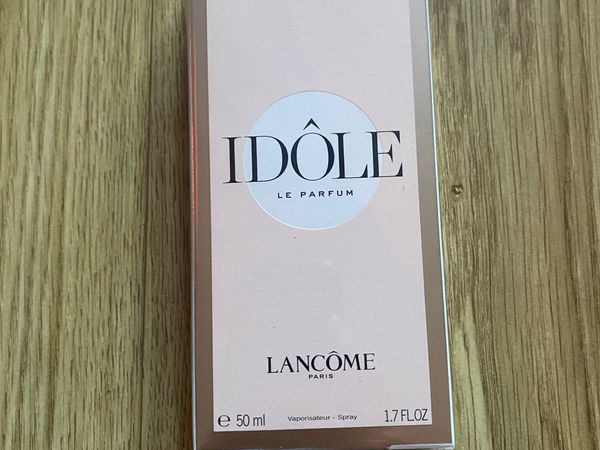 IDÔLE
LE PARFUM
LANCÔME
PARIS
℮ 50 ml Vaporisateur - Spray 1.7 FL.OZ